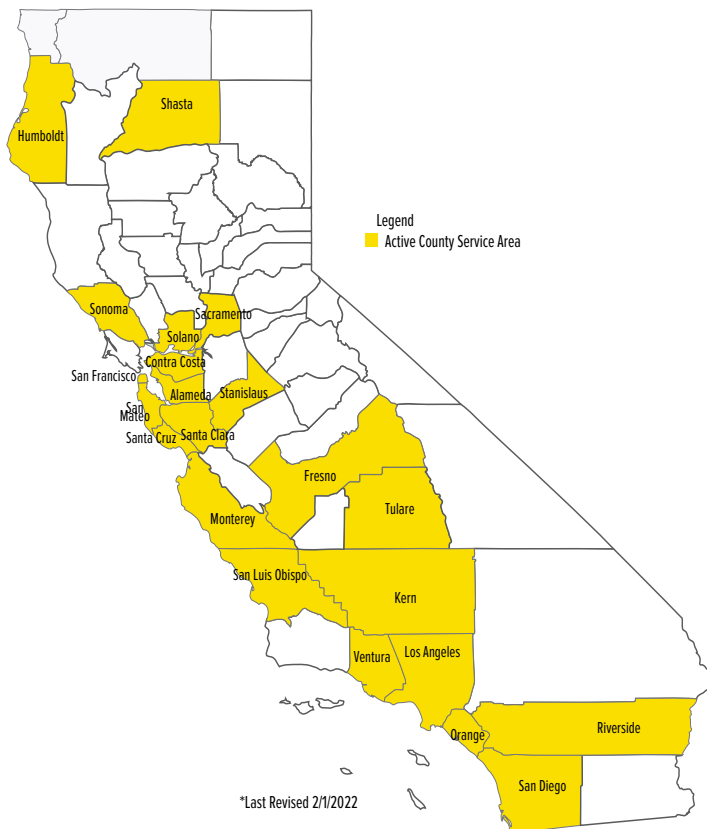 Shasta
Humboldt
Legend
Active County Service Area
Sonoma
Sacramento
Solano
Contra Costa
San Francisco
Alameda
Stanislaus
San
Mateo
Santa Clara
Santa Cruz
Fresno
Tulare
Monterey
San Luis Obispo
Kern
Ventura
Los Angeles
Orange
Riverside
San Diego
*Last Revised 2/1/2022